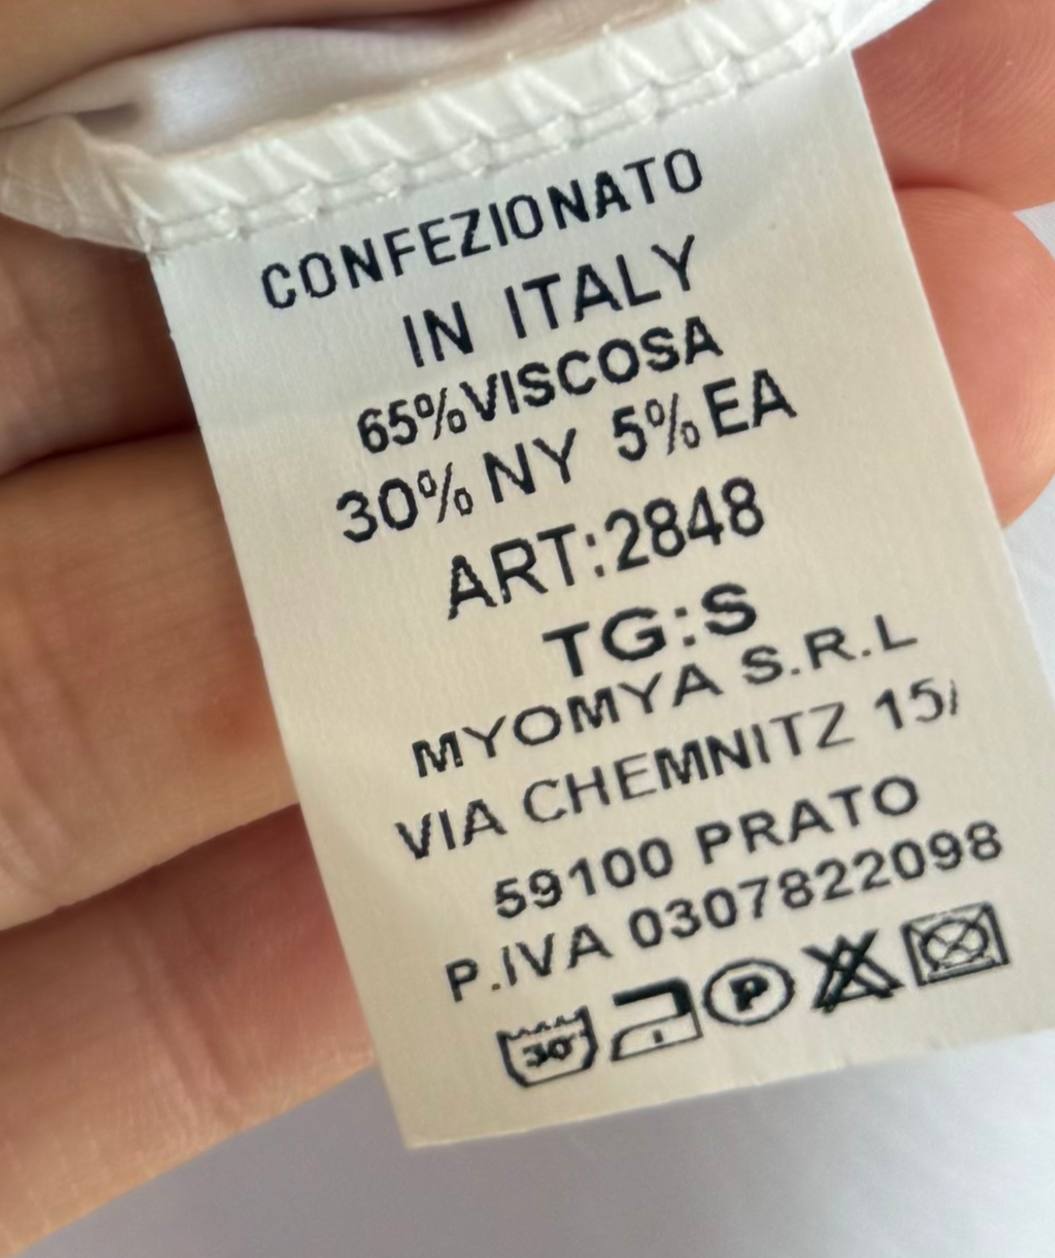 CONFEZIONATO
IN ITALY
65%VISCOSA
30%NY 5%EA
ART:2848
TG:S
MYOMYA S.R.L
VIA CHEMNITZ 15/
59100 PRATO
P.IVA 0307822098
30°
P